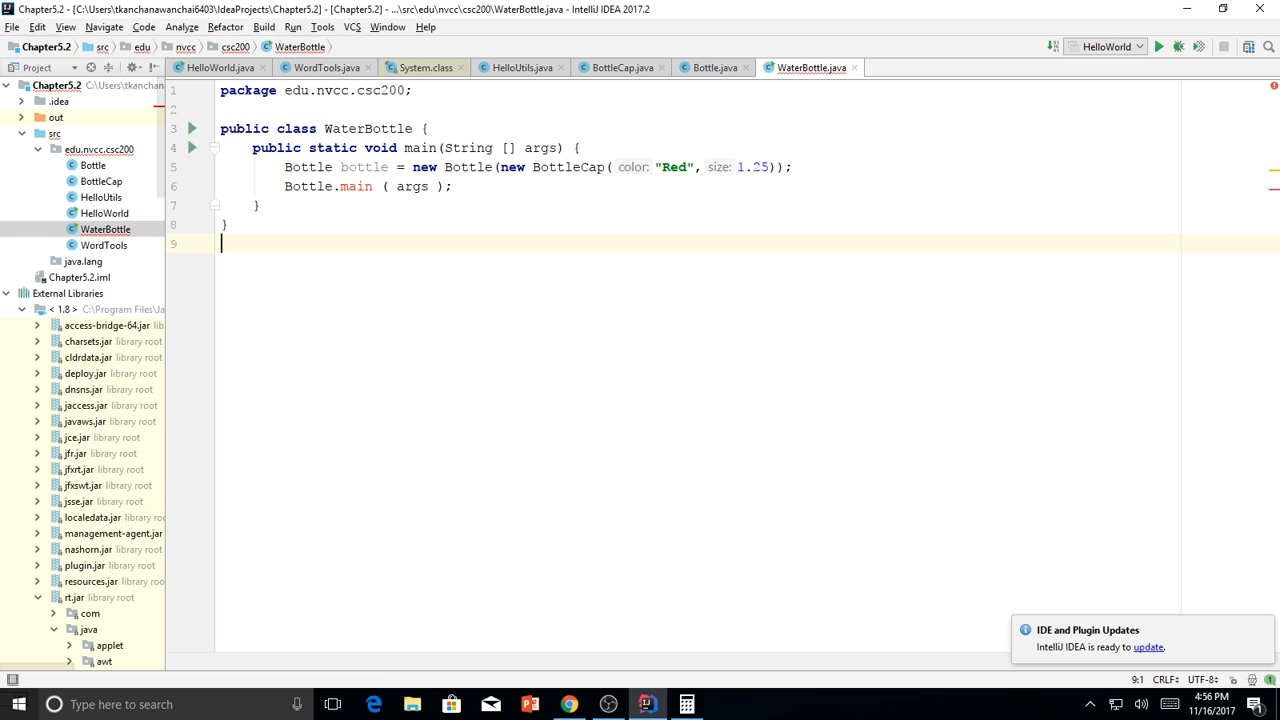 Chapter5.2 - [C:\Users\tkanchanawanchai6403\IdeaProjects\Chapter5.2] - [Chapter5.2] - ...\src\edu\nvcc\csc200\WaterBottle.java - IntelliJ IDEA 2017.2
File Edit View Navigate Code Analyze Refactor Build Run Tools VCS Window Help
Chapter5.2 src edu nvcc csc200 WaterBottle HelloWorld
Project HelloWorld.java WordTools.java System.class HelloUtils.java BottleCap.java Bottle.java WaterBottle.java
Chapter5.2 C:\Users\tkanchan
.idea
out
src
edu.nvcc.csc200
Bottle
BottleCap
HelloUtils
HelloWorld
WaterBottle
WordTools
java.lang
Chapter5.2.iml
External Libraries
< 1.8 > C:\Program Files\Ja
access-bridge-64.jar lib
charsets.jar library root
cldrdata.jar library root
deploy.jar library root
dnsns.jar library root
jaccess.jar library root
javaws.jar library root
jce.jar library root
jfr.jar library root
jfxrt.jar library root
jfxswt.jar library root
jsse.jar library root
localedata.jar library roo
management-agent.jar
nashorn.jar library root
plugin.jar library root
resources.jar library root
rt.jar library root
com
java
applet
awt
1 package edu.nvcc.csc200;
2
3 public class WaterBottle {
4 public static void main(String [] args) {
5 Bottle bottle = new Bottle(new BottleCap( color: "Red", size: 1.25));
6 Bottle.main ( args );
7 }
8 }
9
IDE and Plugin Updates
IntelliJ IDEA is ready to update.
9:1 CRLF÷ UTF-8÷
Type here to search
4:56 PM
11/16/2017